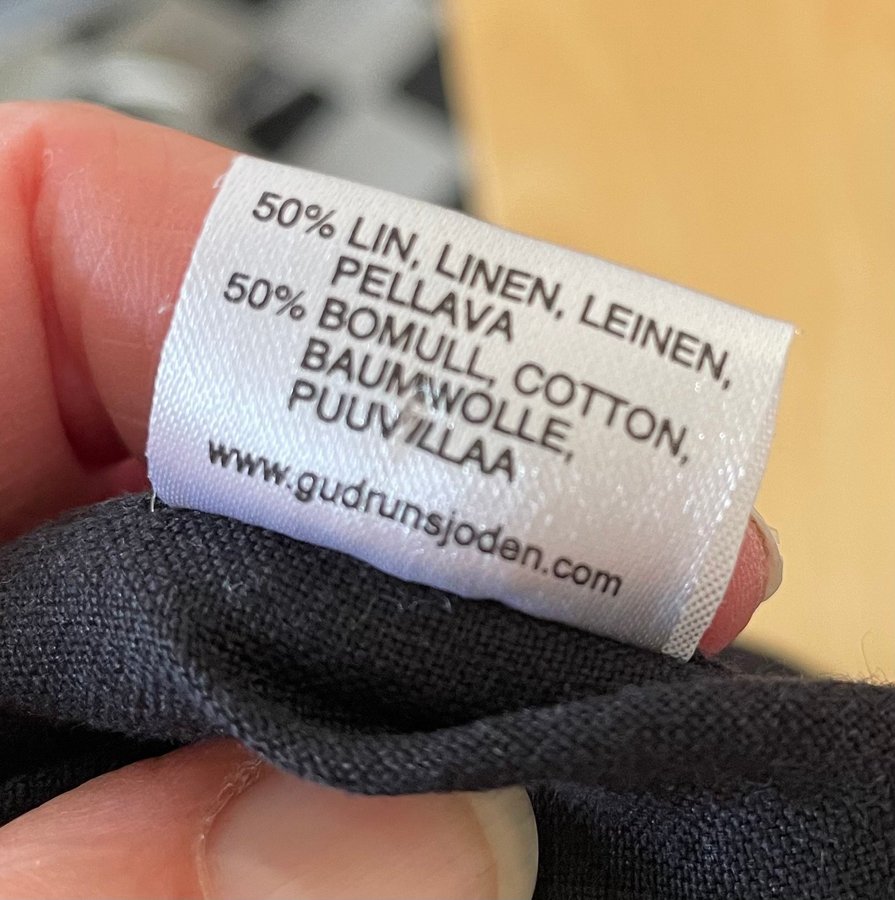 50% LIN, LINEN, LEINEN,
PELLAVA
50% BOMULL, COTTON,
BAUMWOLLE,
PUUVILLAA
www.gudrunsjoden.com